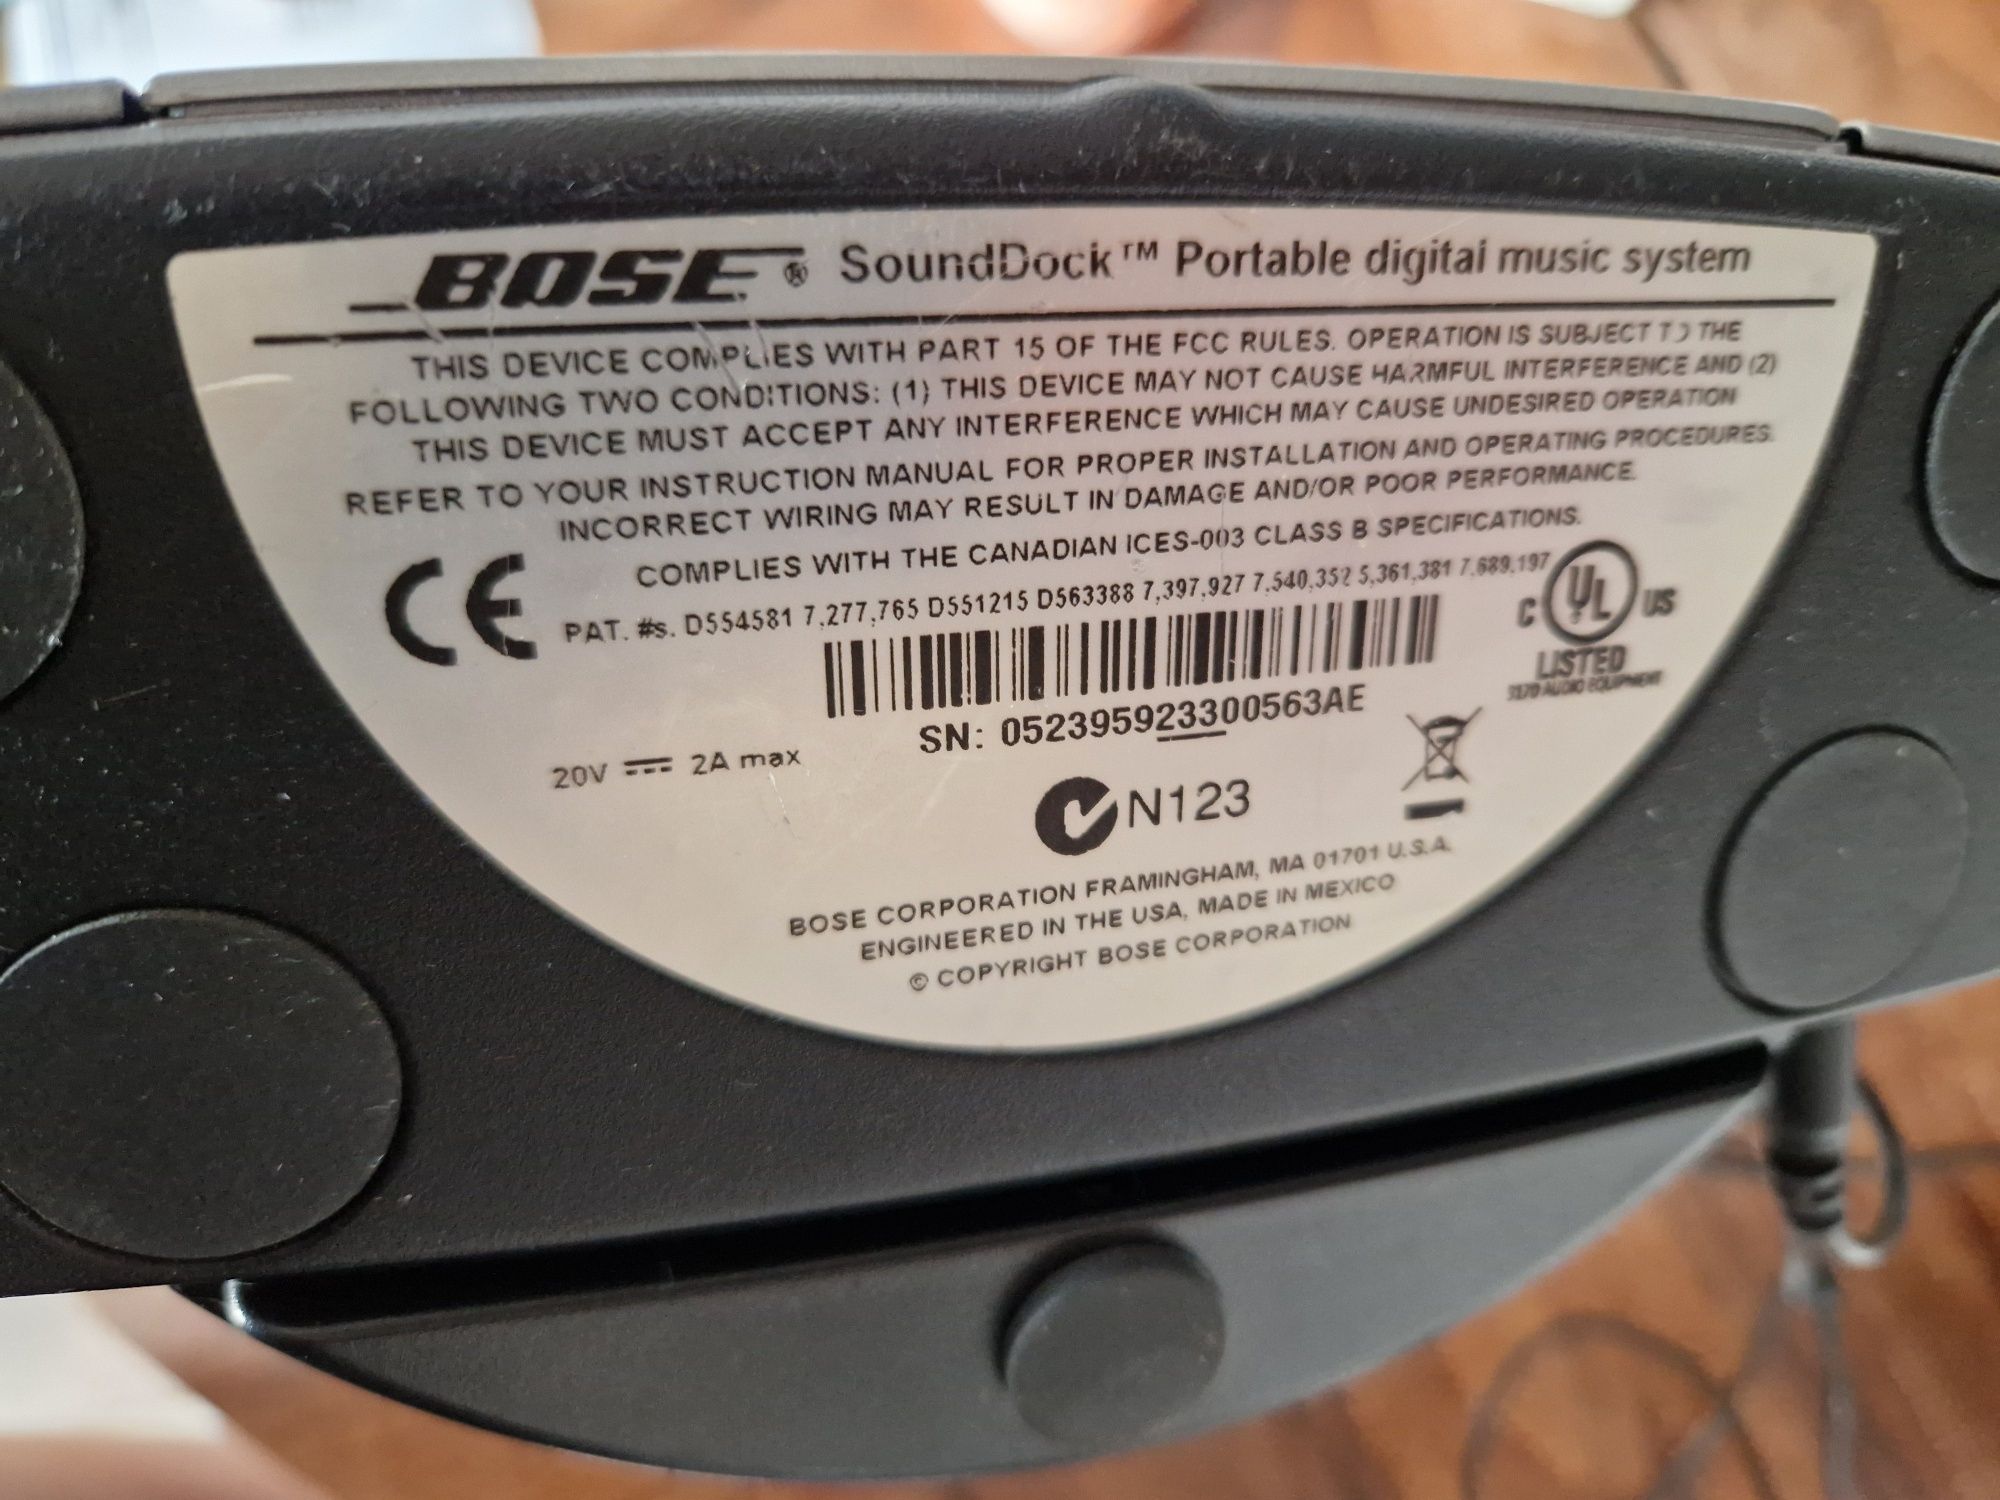 BOSE® SoundDock™ Portable digital music system
THIS DEVICE COMPLIES WITH PART 15 OF THE FCC RULES. OPERATION IS SUBJECT TO THE
FOLLOWING TWO CONDITIONS: (1) THIS DEVICE MAY NOT CAUSE HARMFUL INTERFERENCE AND (2)
THIS DEVICE MUST ACCEPT ANY INTERFERENCE WHICH MAY CAUSE UNDESIRED OPERATION
REFER TO YOUR INSTRUCTION MANUAL FOR PROPER INSTALLATION AND OPERATING PROCEDURES.
INCORRECT WIRING MAY RESULT IN DAMAGE AND/OR POOR PERFORMANCE.
COMPLIES WITH THE CANADIAN ICES-003 CLASS B SPECIFICATIONS.
CE
PAT. #s. D554581 7,277,765 D551215 D563388 7,397,927 7,540,352 5,361,381 7,689,197
C UL US
LISTED
3170 AUDIO EQUIPMENT
SN: 052395923300563AE
20V 2A max
N123
BOSE CORPORATION FRAMINGHAM, MA 01701 U.S.A.
ENGINEERED IN THE USA, MADE IN MEXICO
© COPYRIGHT BOSE CORPORATION